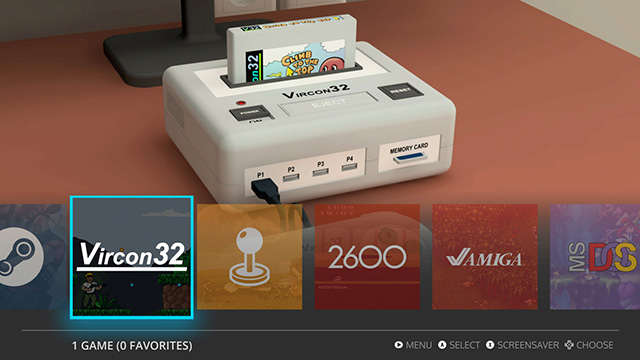 Vircon32
CLIMB
TO THE
TOP
VIRCON32
POWER
ON
EJECT
RESET
P1
P2
P3
P4
MEMORY CARD
Vircon32
2600
AMIGA
MS
DOS
1 GAME (0 FAVORITES)
MENU
SELECT
SCREENSAVER
CHOOSE